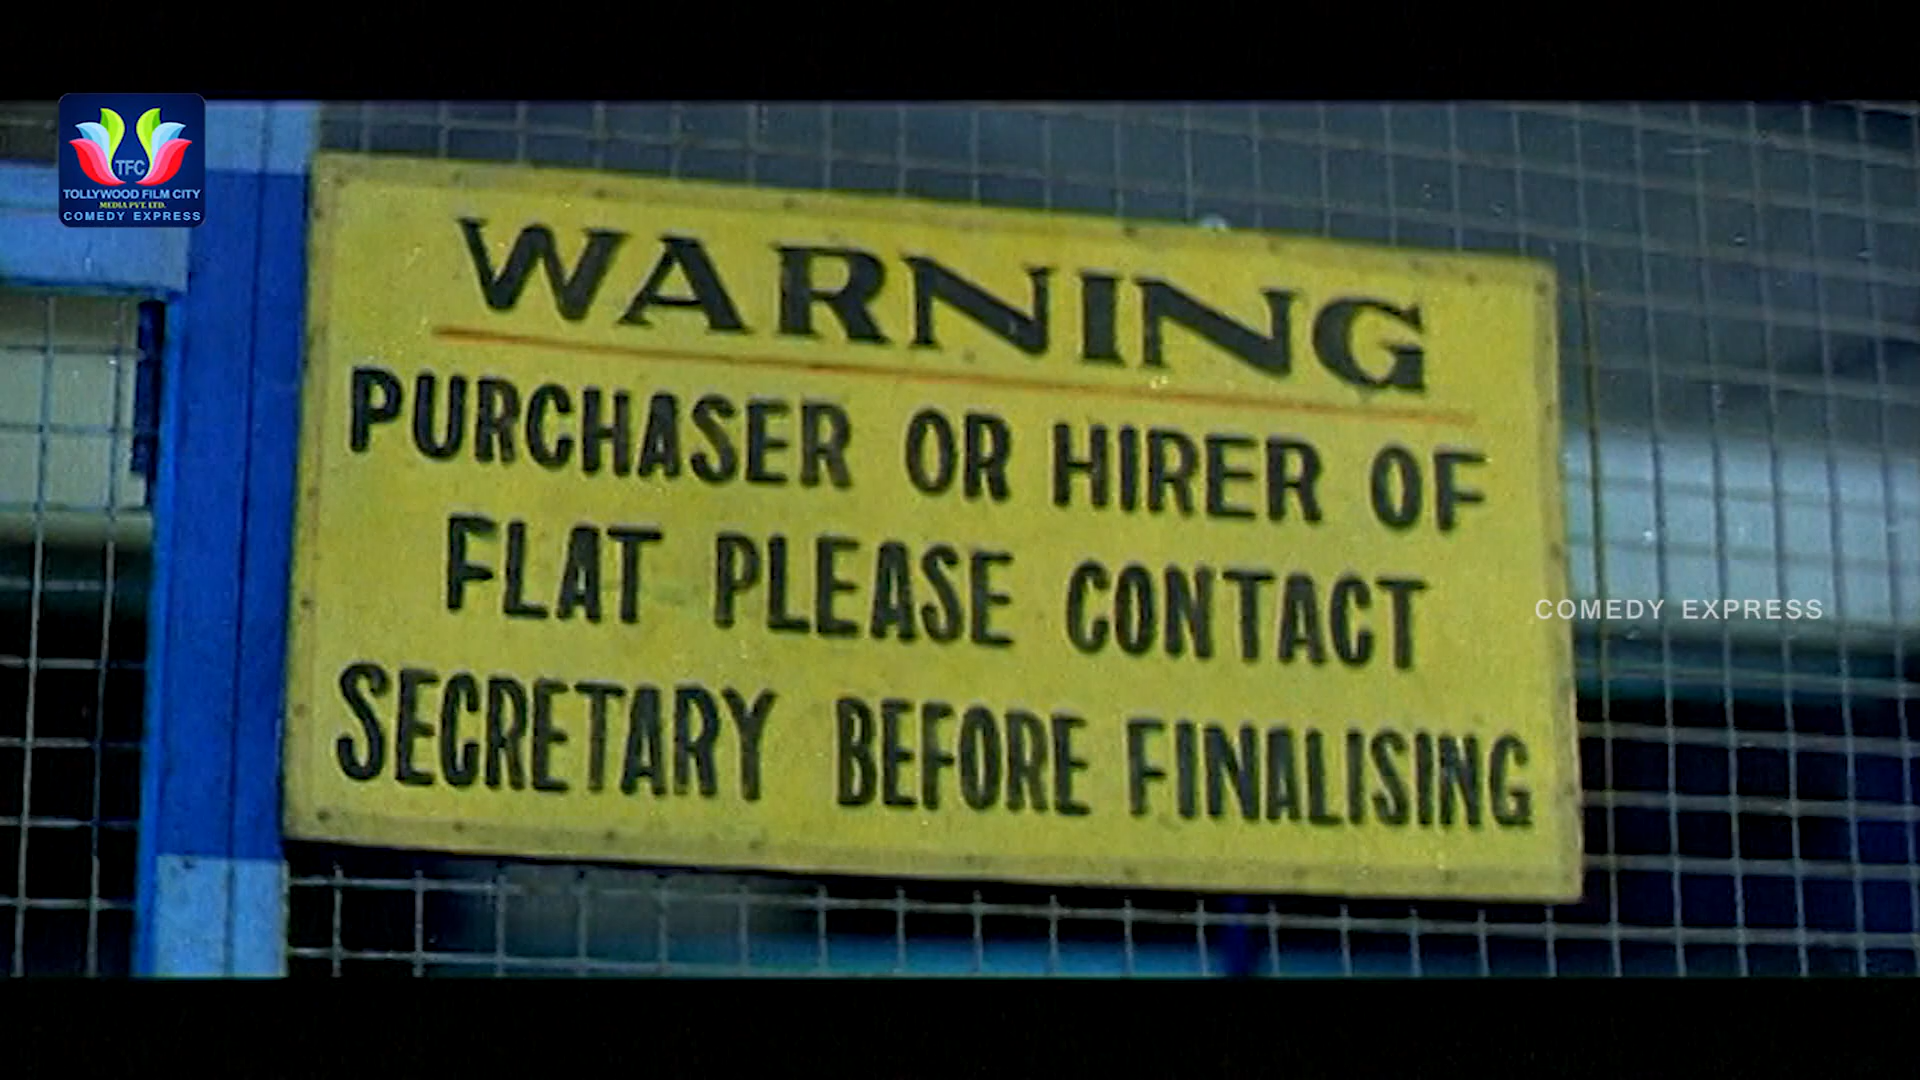 TFC
TOLLYWOOD FILM CITY
MEDIA PVT. LTD.
COMEDY EXPRESS
WARNING
PURCHASER OR HIRER OF
FLAT PLEASE CONTACT
SECRETARY BEFORE FINALISING
COMEDY EXPRESS